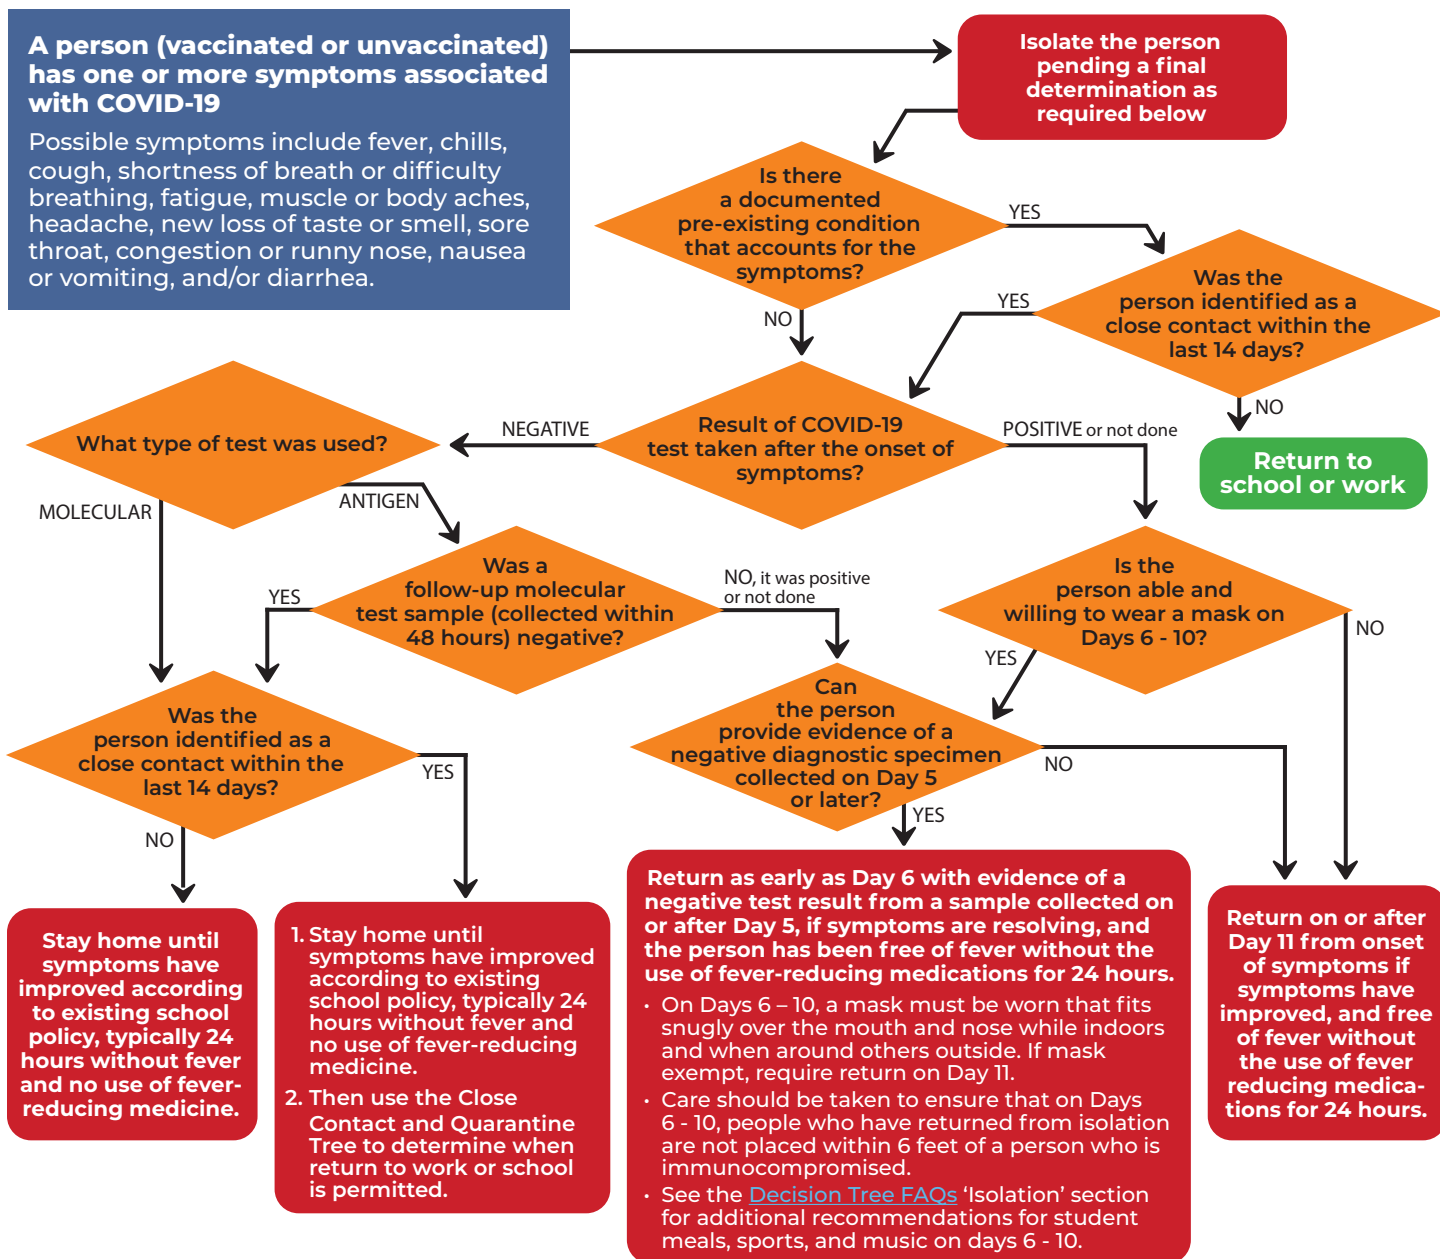 A person (vaccinated or unvaccinated)
has one or more symptoms associated
with COVID-19
Possible symptoms include fever, chills,
cough, shortness of breath or difficulty
breathing, fatigue, muscle or body aches,
headache, new loss of taste or smell, sore
throat, congestion or runny nose, nausea
or vomiting, and/or diarrhea.
Isolate the person
pending a final
determination as
required below
Is there
a documented
pre-existing condition
that accounts for the
symptoms?
YES
NO
Was the
person identified as a
close contact within the
last 14 days?
YES
NO
Return to
school or work
Result of COVID-19
test taken after the onset of
symptoms?
NEGATIVE
POSITIVE or not done
What type of test was used?
MOLECULAR
ANTIGEN
Was a
follow-up molecular
test sample (collected within
48 hours) negative?
YES
NO, it was positive
or not done
Is the
person able and
willing to wear a mask on
Days 6 - 10?
YES
NO
Can
the person
provide evidence of a
negative diagnostic specimen
collected on Day 5
or later?
NO
YES
Was the
person identified as a
close contact within the
last 14 days?
YES
NO
Stay home until
symptoms have
improved according
to existing school
policy, typically 24
hours without fever
and no use of fever-
reducing medicine.
1. Stay home until
symptoms have improved
according to existing
school policy, typically 24
hours without fever and
no use of fever-reducing
medicine.
2. Then use the Close
Contact and Quarantine
Tree to determine when
return to work or school
is permitted.
Return as early as Day 6 with evidence of a
negative test result from a sample collected on
or after Day 5, if symptoms are resolving, and
the person has been free of fever without the
use of fever-reducing medications for 24 hours.
· On Days 6 – 10, a mask must be worn that fits
snugly over the mouth and nose while indoors
and when around others outside. If mask
exempt, require return on Day 11.
· Care should be taken to ensure that on Days
6 - 10, people who have returned from isolation
are not placed within 6 feet of a person who is
immunocompromised.
· See the Decision Tree FAQs ‘Isolation’ section
for additional recommendations for student
meals, sports, and music on days 6 - 10.
Return on or after
Day 11 from onset
of symptoms if
symptoms have
improved, and free
of fever without
the use of fever
reducing medica-
tions for 24 hours.